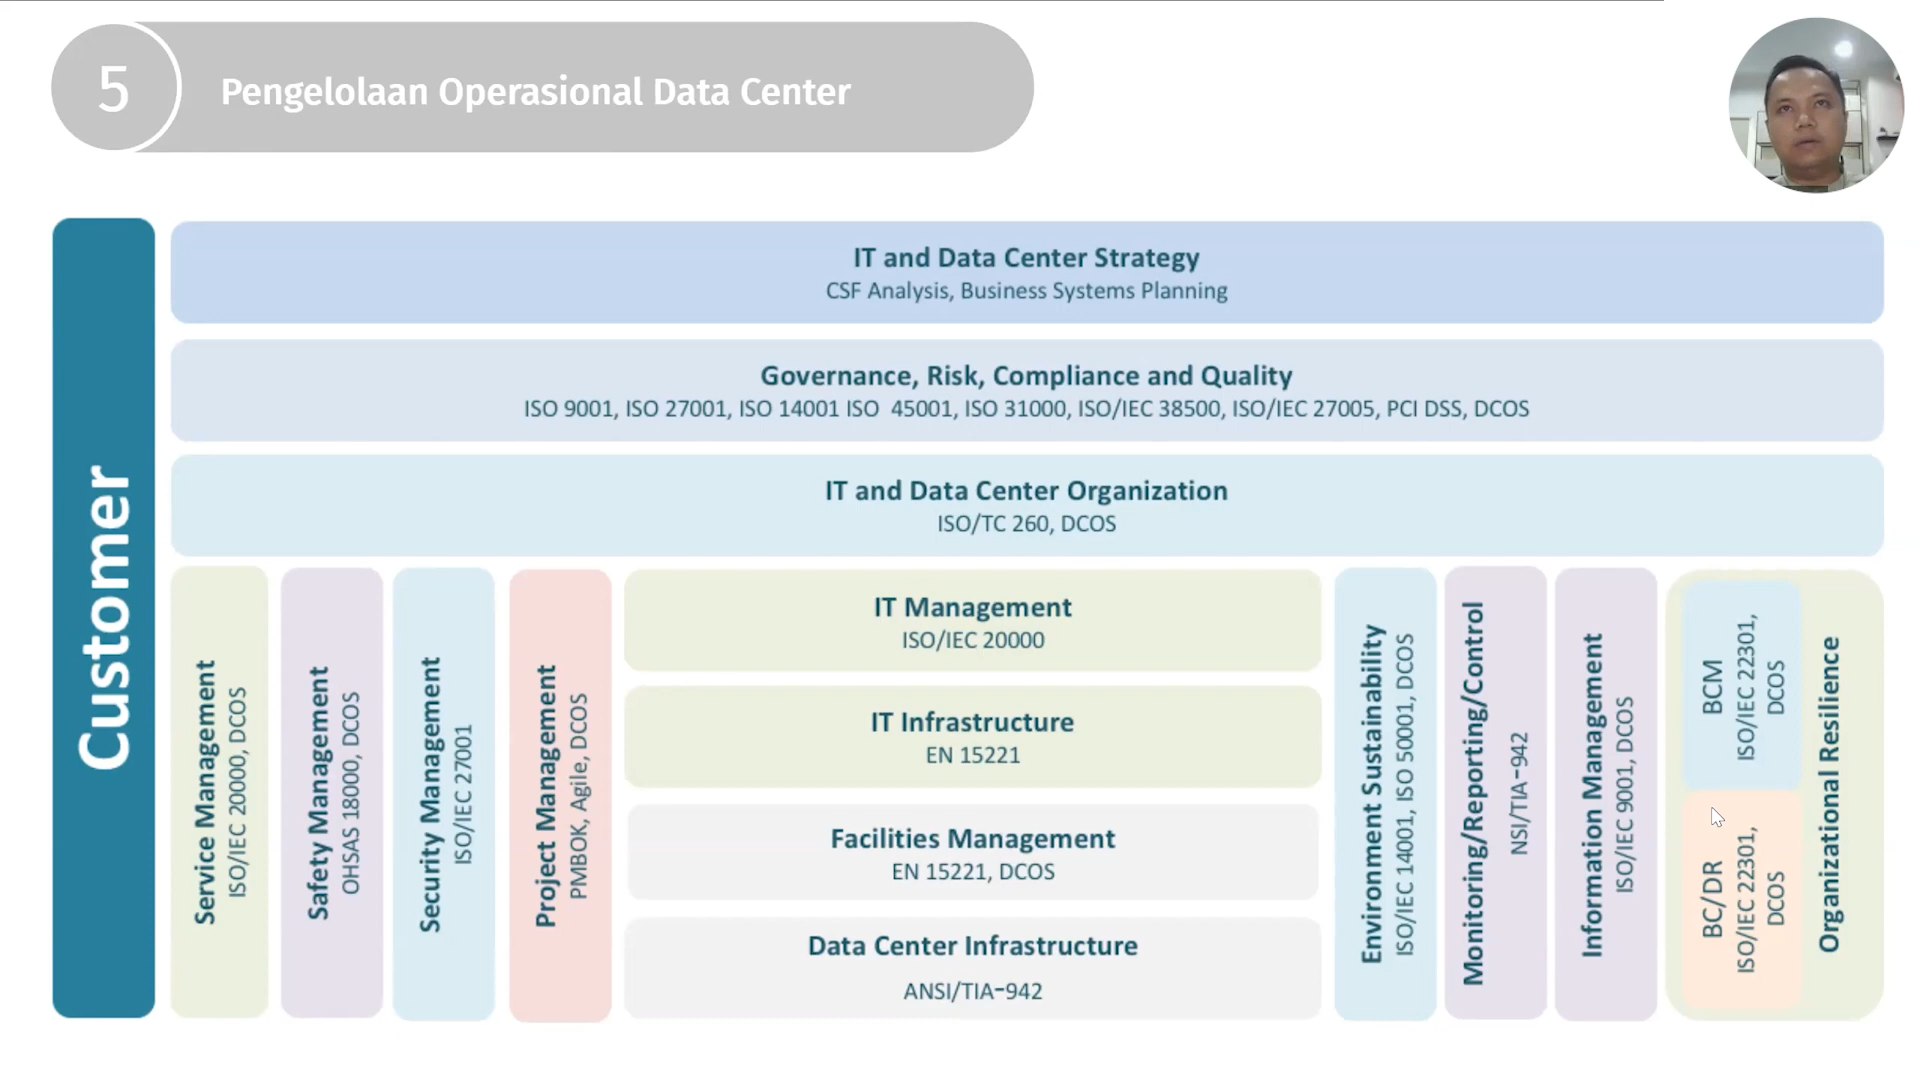 5
Pengelolaan Operasional Data Center
Customer
IT and Data Center Strategy
CSF Analysis, Business Systems Planning
Governance, Risk, Compliance and Quality
ISO 9001, ISO 27001, ISO 14001 ISO 45001, ISO 31000, ISO/IEC 38500, ISO/IEC 27005, PCI DSS, DCOS
IT and Data Center Organization
ISO/TC 260, DCOS
Service Management
ISO/IEC 20000, DCOS
Safety Management
OHSAS 18000, DCOS
Security Management
ISO/IEC 27001
Project Management
PMBOK, Agile, DCOS
IT Management
ISO/IEC 20000
IT Infrastructure
EN 15221
Facilities Management
EN 15221, DCOS
Data Center Infrastructure
ANSI/TIA-942
Environment Sustainability
ISO/IEC 14001, ISO 50001, DCOS
Monitoring/Reporting/Control
NSI/TIA-942
Information Management
ISO/IEC 9001, DCOS
BCM
ISO/IEC 22301,
DCOS
BC/DR
ISO/IEC 22301,
DCOS
Organizational Resilience